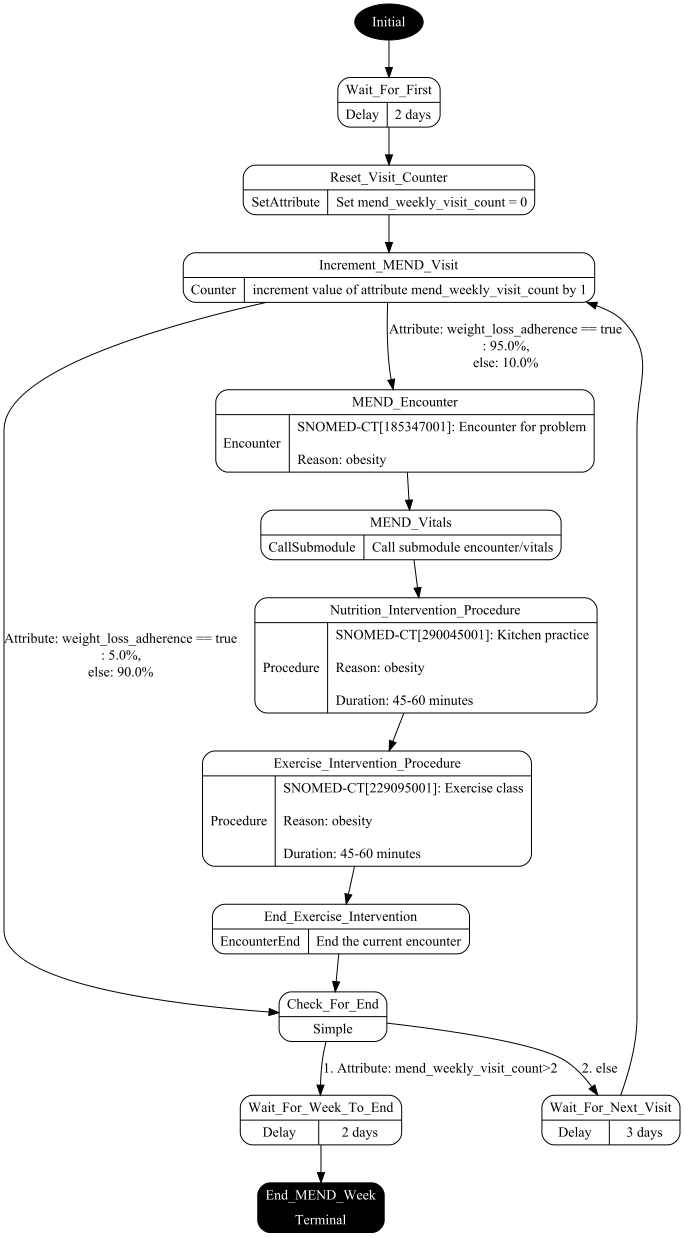 Initial
Wait_For_First
Delay
2 days
Reset_Visit_Counter
SetAttribute
Set mend_weekly_visit_count = 0
Increment_MEND_Visit
Counter
increment value of attribute mend_weekly_visit_count by 1
Attribute: weight_loss_adherence == true
: 95.0%,
else: 10.0%
MEND_Encounter
Encounter
SNOMED-CT[185347001]: Encounter for problem
Reason: obesity
MEND_Vitals
CallSubmodule
Call submodule encounter/vitals
Nutrition_Intervention_Procedure
Procedure
SNOMED-CT[290045001]: Kitchen practice
Reason: obesity
Duration: 45-60 minutes
Attribute: weight_loss_adherence == true
: 5.0%,
else: 90.0%
Exercise_Intervention_Procedure
Procedure
SNOMED-CT[229095001]: Exercise class
Reason: obesity
Duration: 45-60 minutes
End_Exercise_Intervention
EncounterEnd
End the current encounter
Check_For_End
Simple
1. Attribute: mend_weekly_visit_count>2
2. else
Wait_For_Week_To_End
Delay
2 days
Wait_For_Next_Visit
Delay
3 days
End_MEND_Week
Terminal